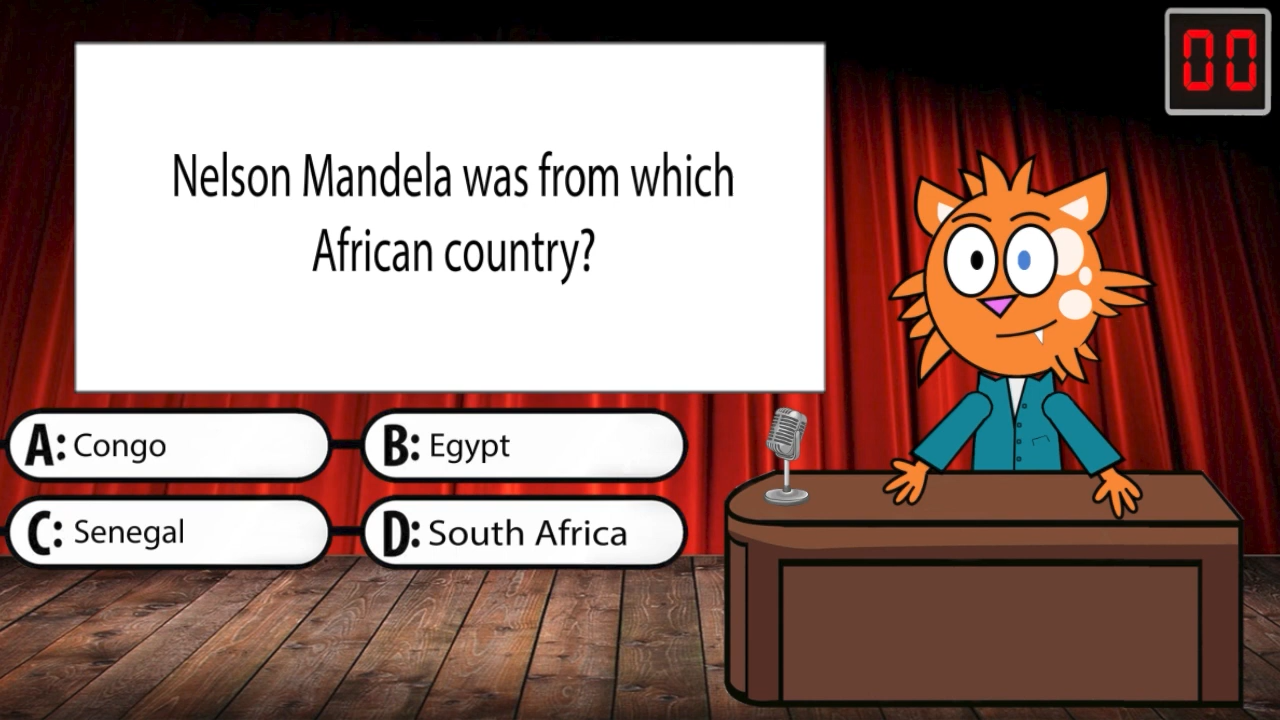 00
Nelson Mandela was from which
African country?
A: Congo
B: Egypt
C: Senegal
D: South Africa